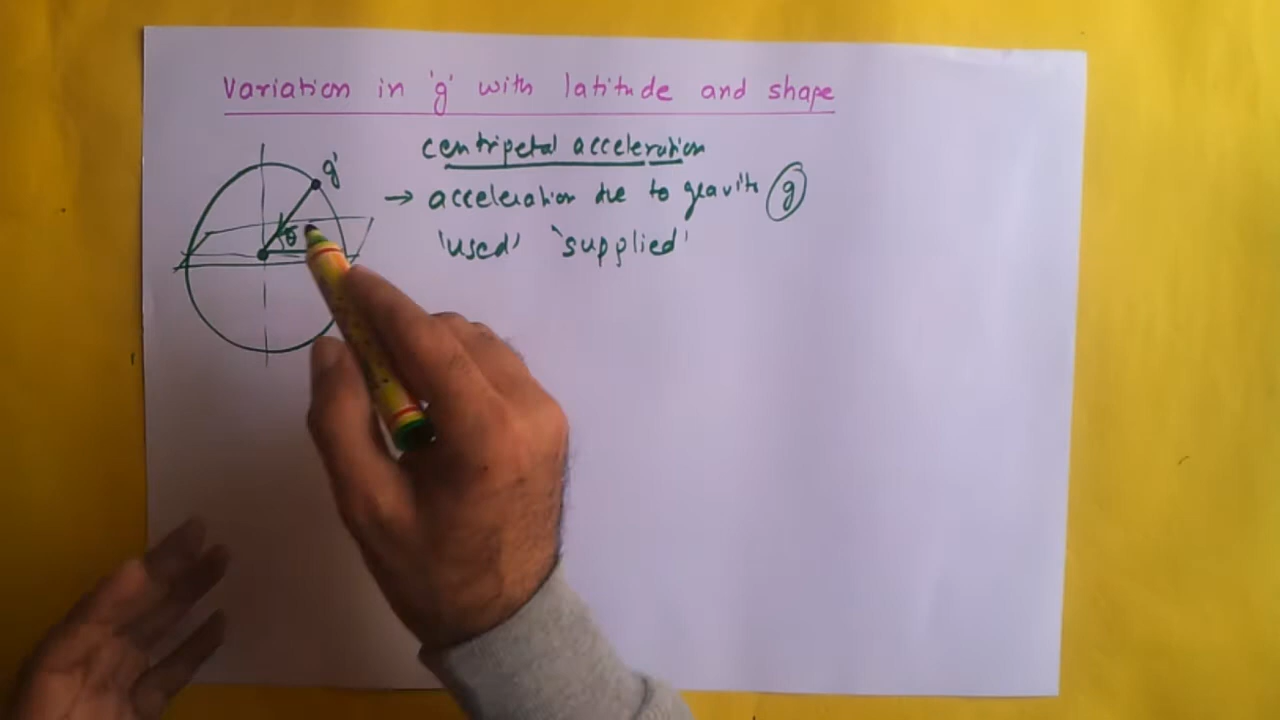 Variation in 'g' with latitude and shape
centripetal acceleration
g'
→ acceleration due to gravity g
θ
'used' 'supplied'